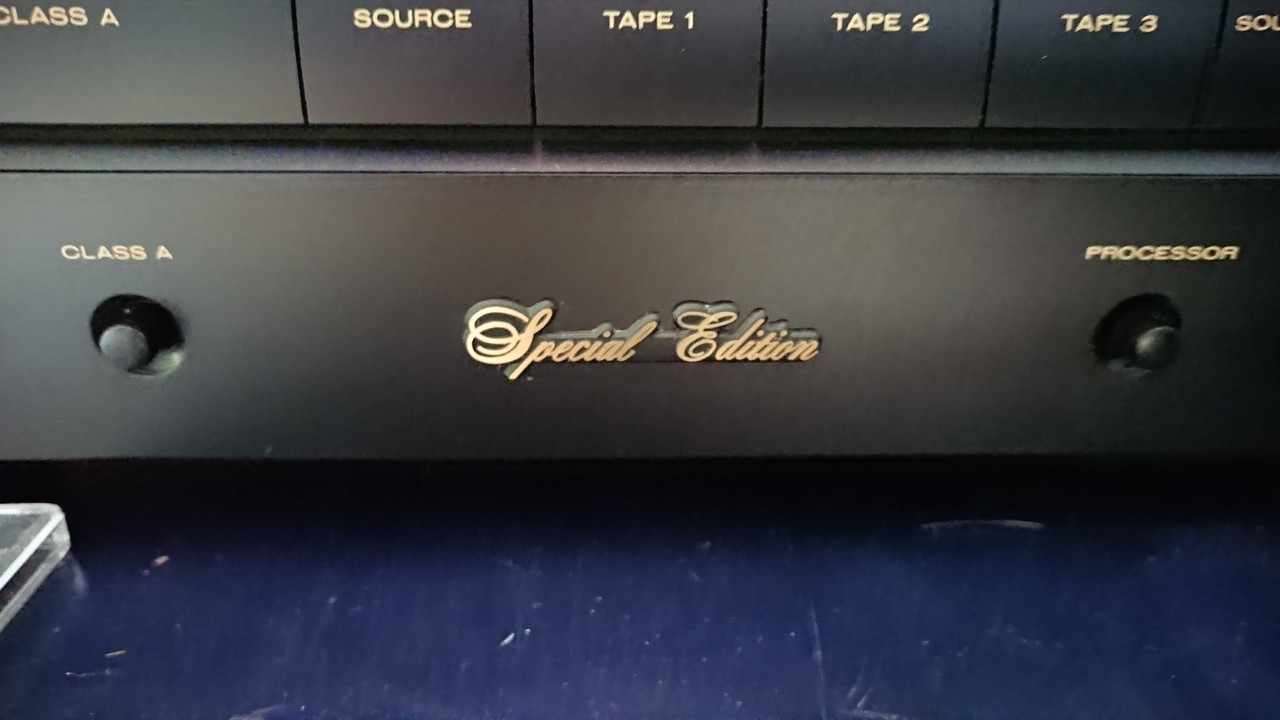 CLASS A SOURCE TAPE 1 TAPE 2 TAPE 3
CLASS A PROCESSOR
Special Edition